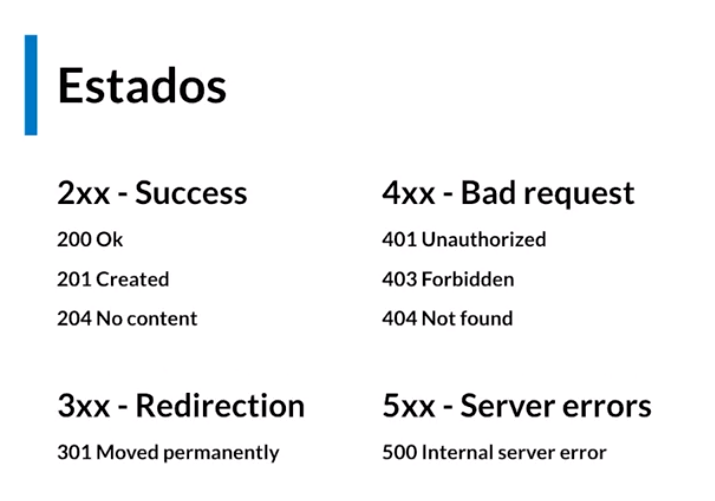 Estados
2xx - Success
200 Ok
201 Created
204 No content
3xx - Redirection
301 Moved permanently
4xx - Bad request
401 Unauthorized
403 Forbidden
404 Not found
5xx - Server errors
500 Internal server error